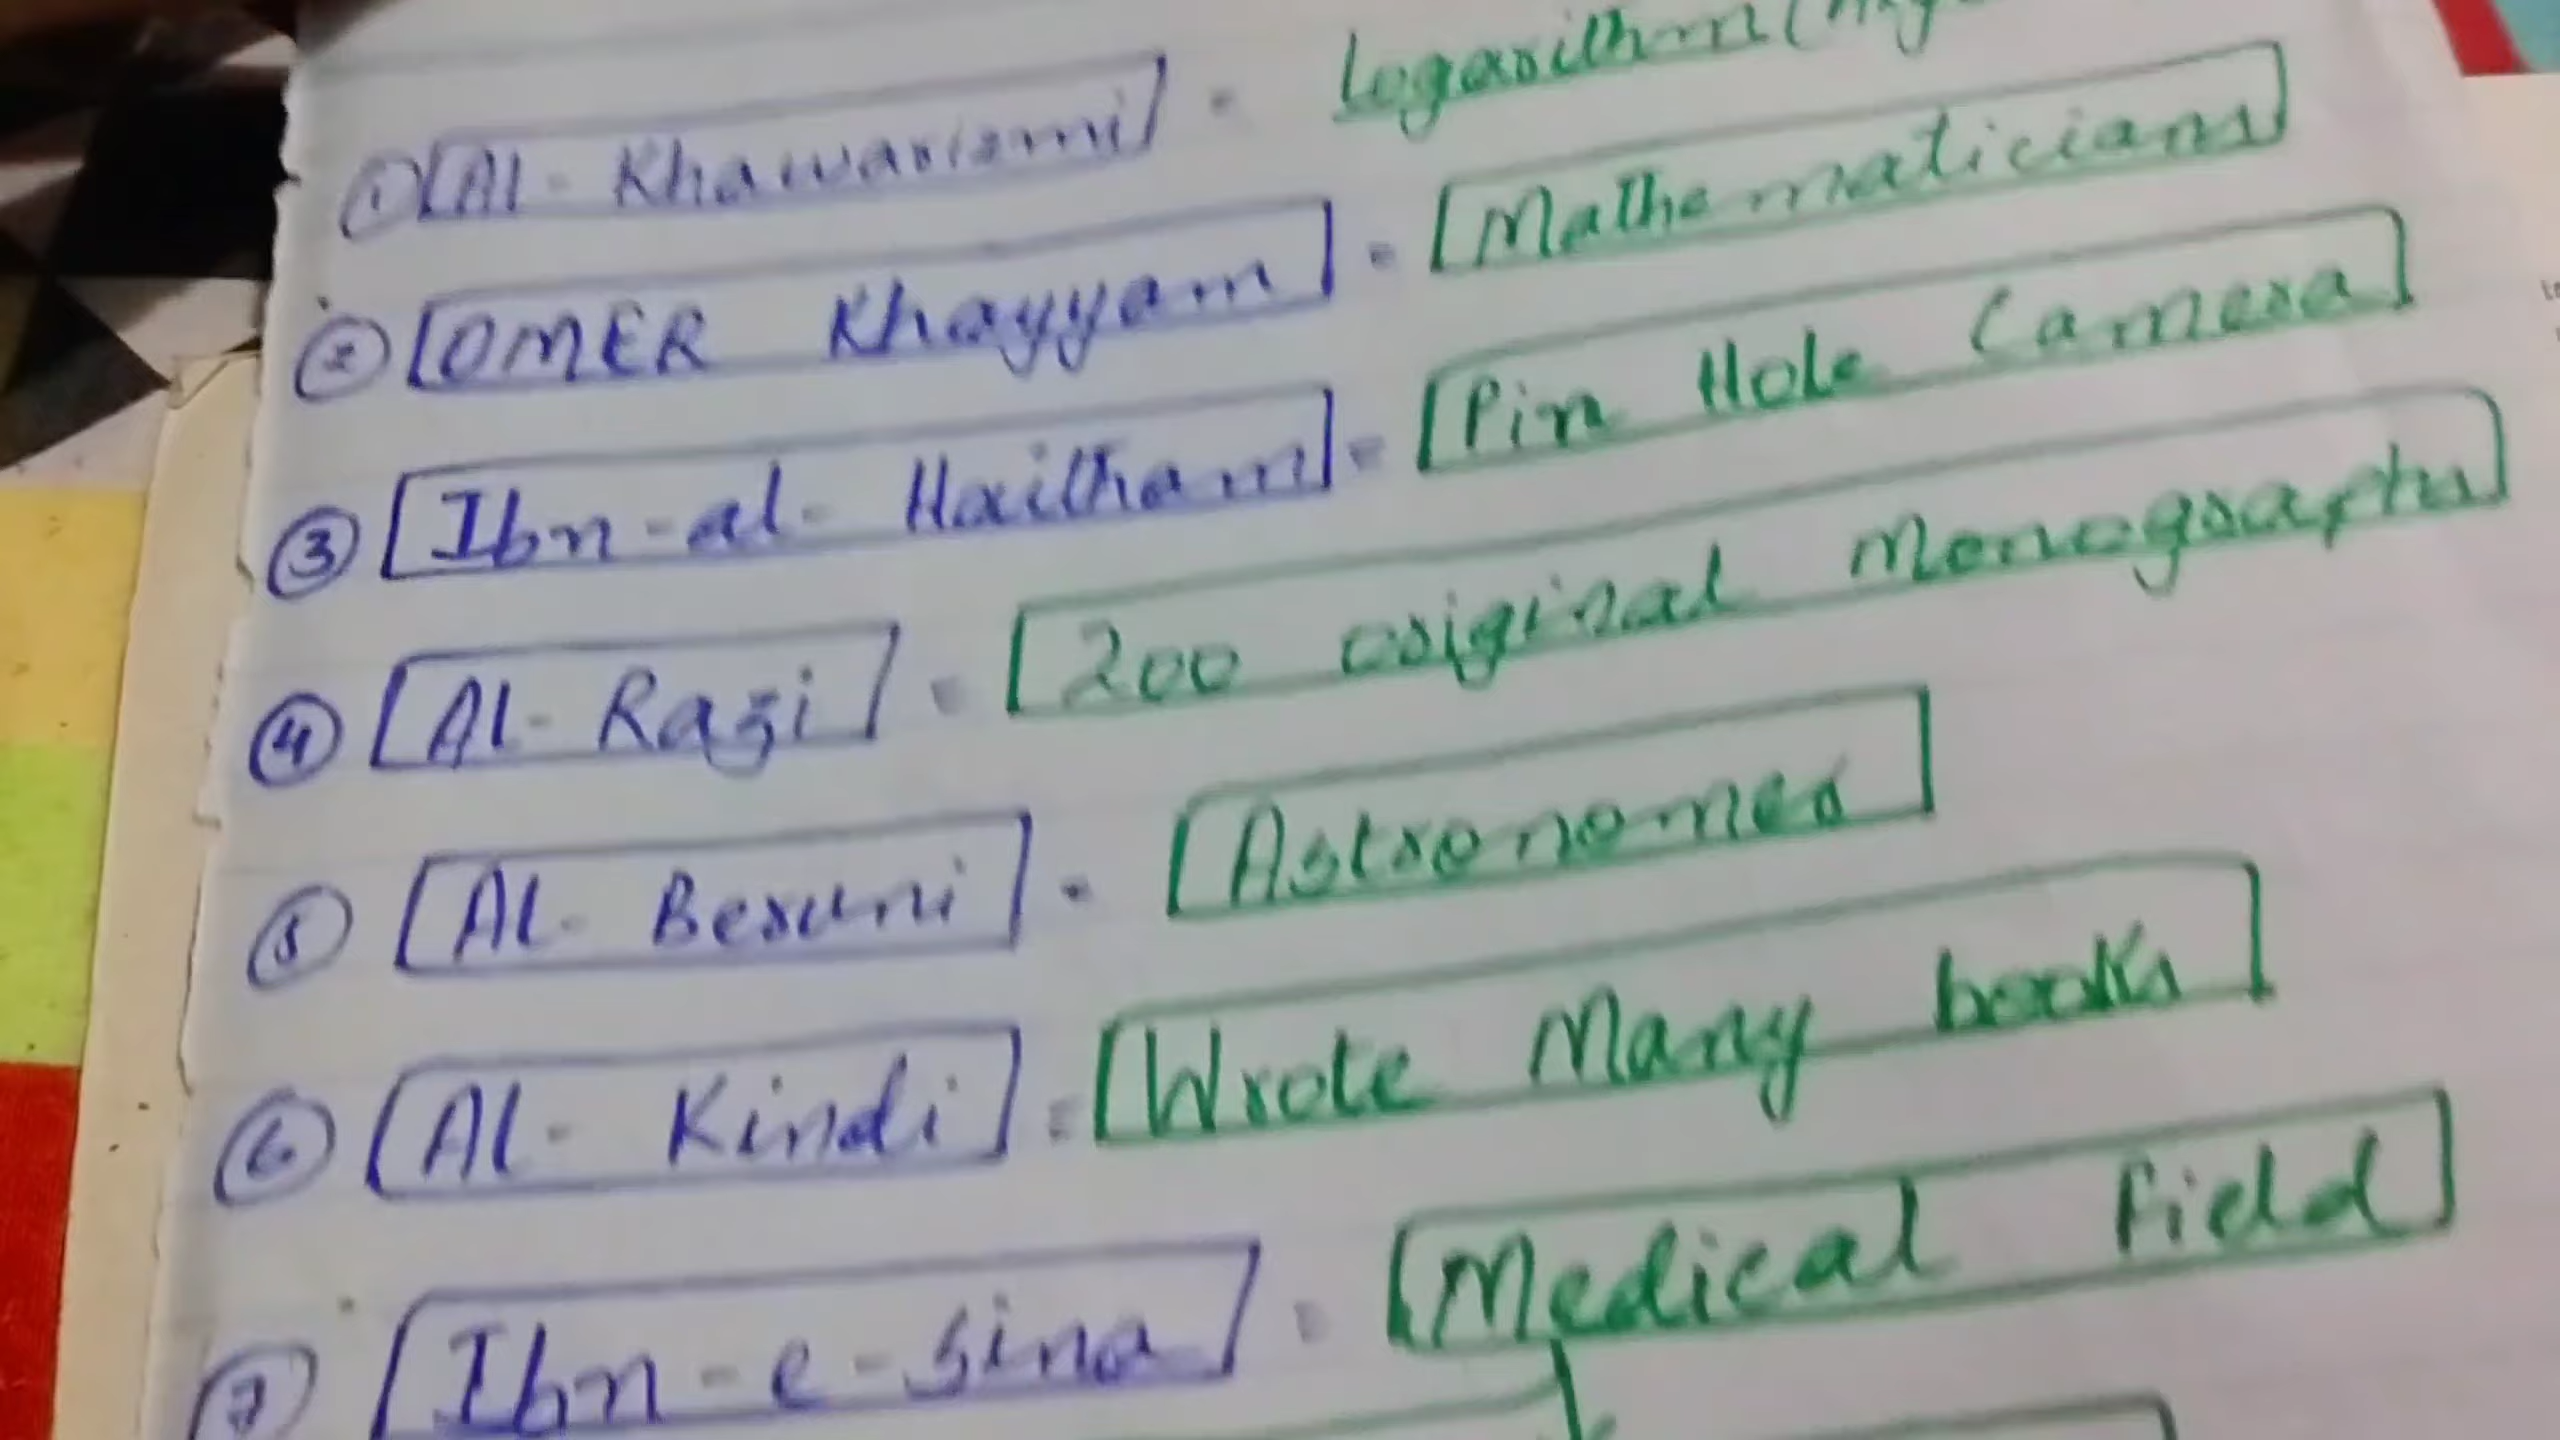 ① Al- Khawarizmi = Logarithm
② OMER Khayyam = Mathematicians
③ Ibn-al- Haitham = Pin Hole Camera
④ Al- Razi = 200 original Monographs
⑤ Al- Beruni = Astronomer
⑥ Al- Kindi = Wrote Many books
⑦ Ibn-e-Sina = Medical Field